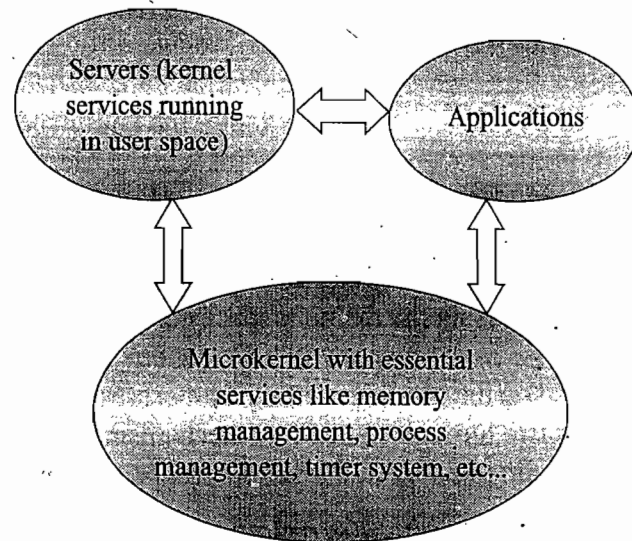 Servers (kernel
services running
in user space)
Applications
Microkernel with essential
services like memory
management, process
management, timer system, etc...